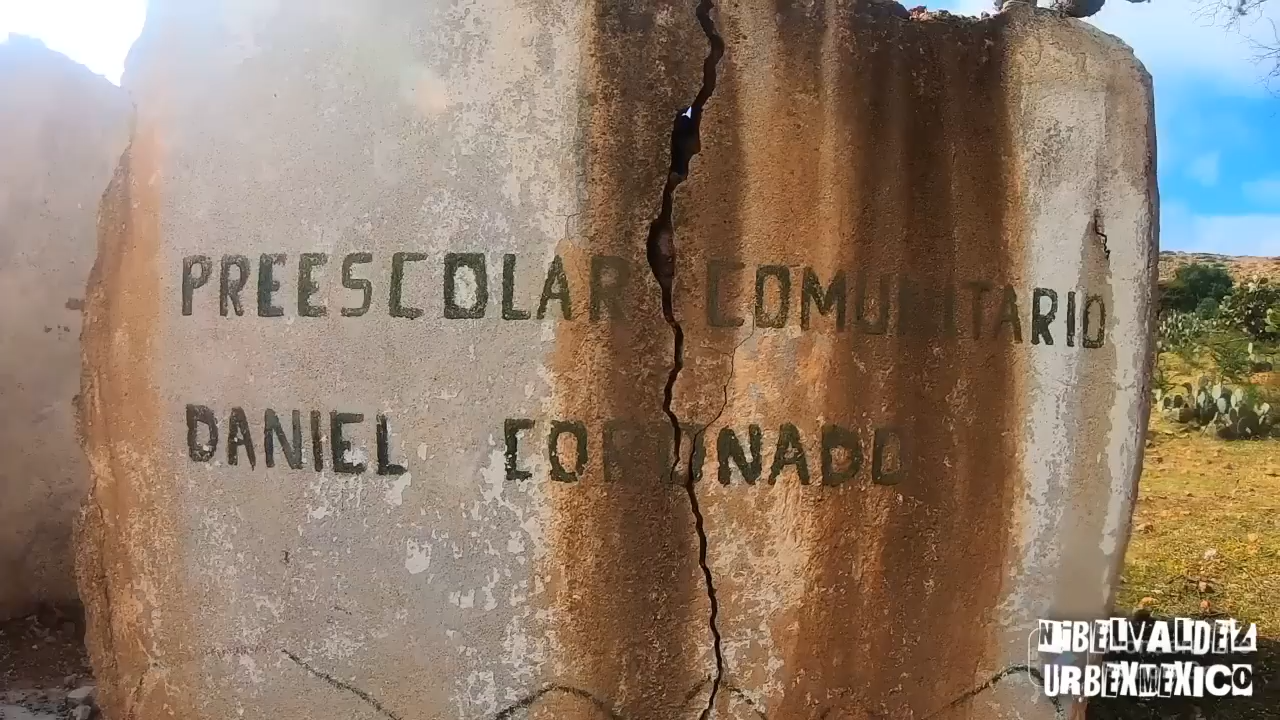 PREESCOLAR COMUNITARIO
DANIEL CORONADO
NIBELVALDEZ
URBEXMEXICO